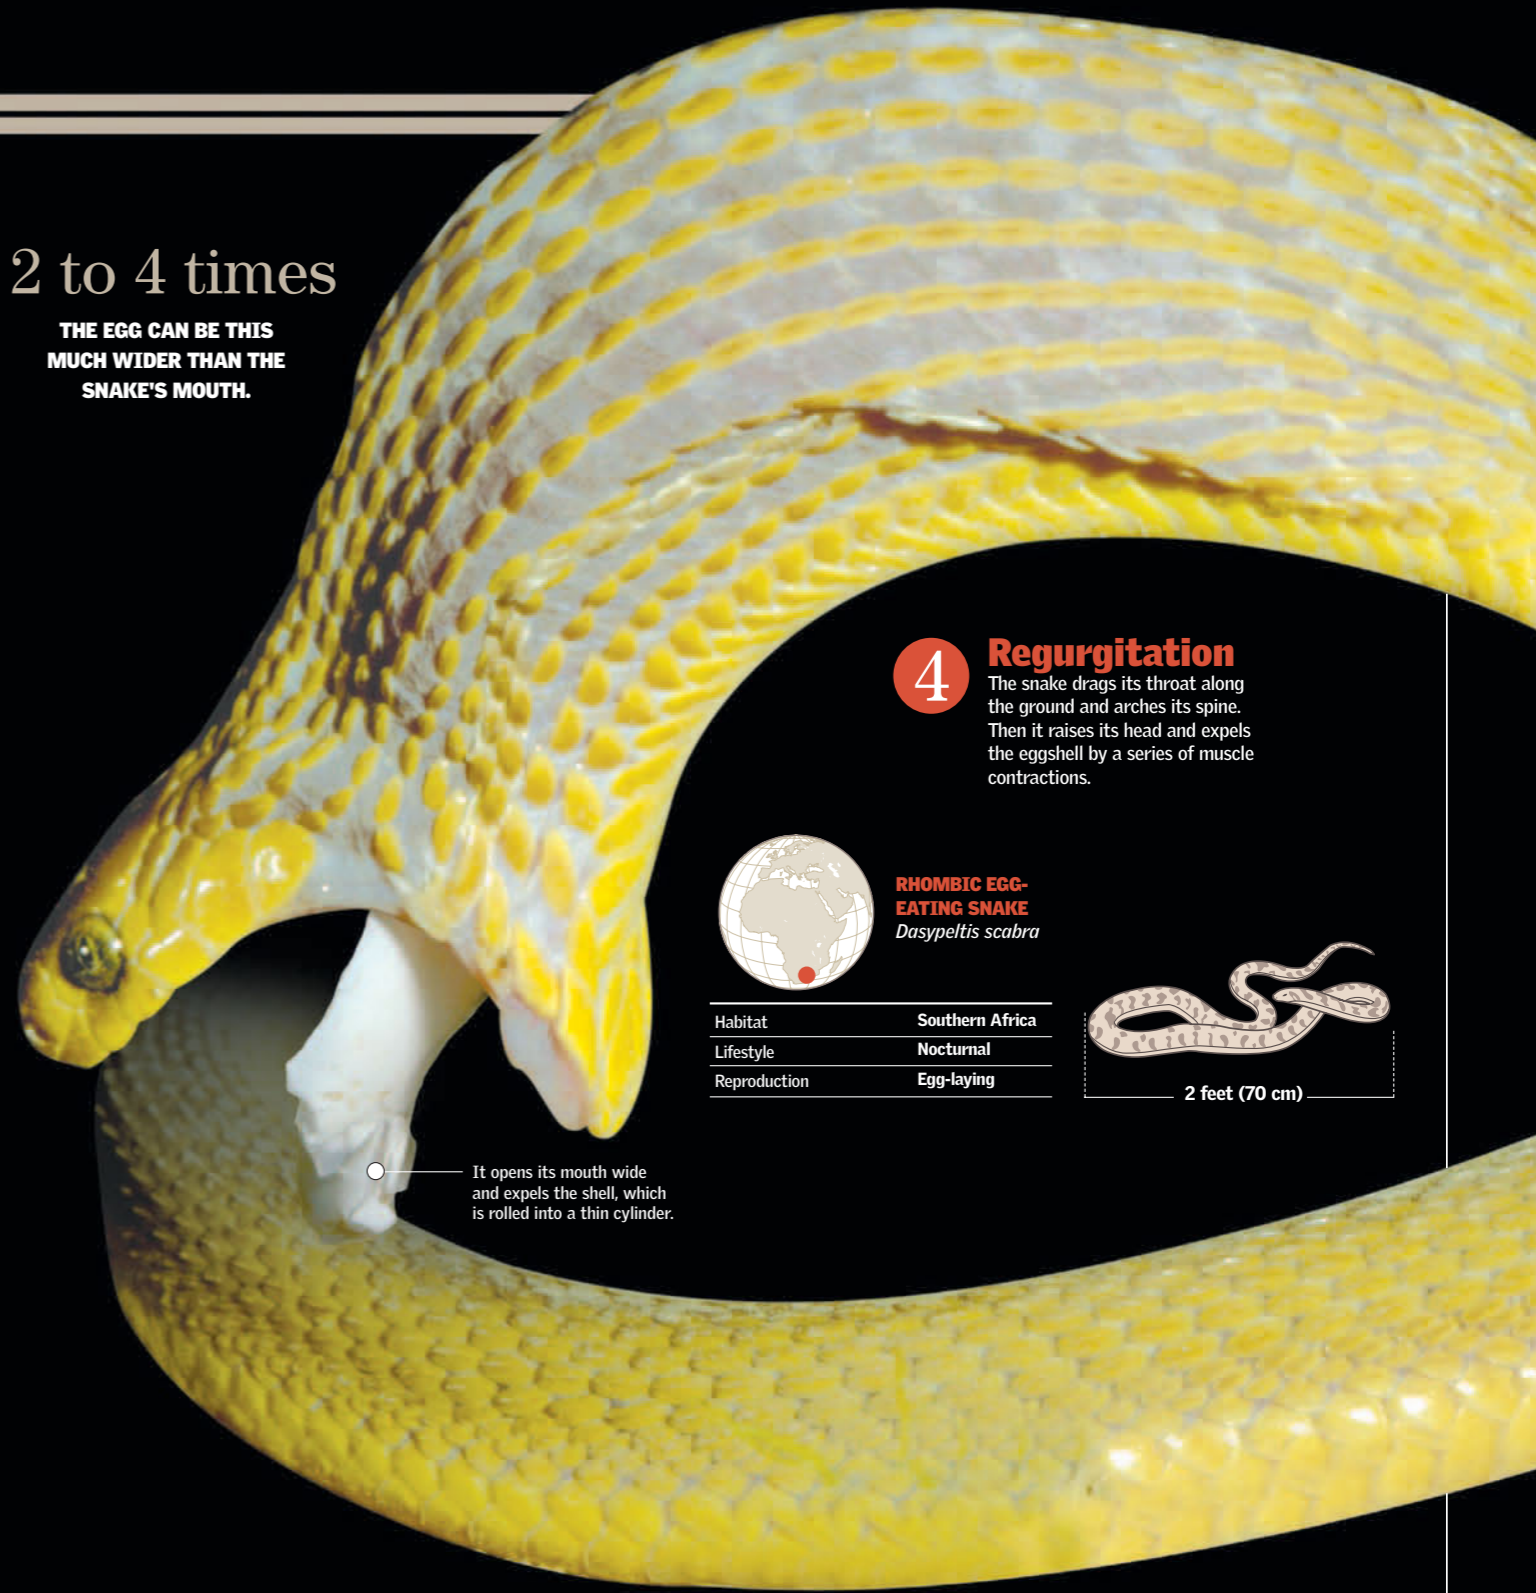 2 to 4 times
THE EGG CAN BE THIS
MUCH WIDER THAN THE
SNAKE'S MOUTH.
4
Regurgitation
The snake drags its throat along
the ground and arches its spine.
Then it raises its head and expels
the eggshell by a series of muscle
contractions.
RHOMBIC EGG-
EATING SNAKE
Dasypeltis scabra
Habitat Southern Africa
Lifestyle Nocturnal
Reproduction Egg-laying
2 feet (70 cm)
It opens its mouth wide
and expels the shell, which
is rolled into a thin cylinder.